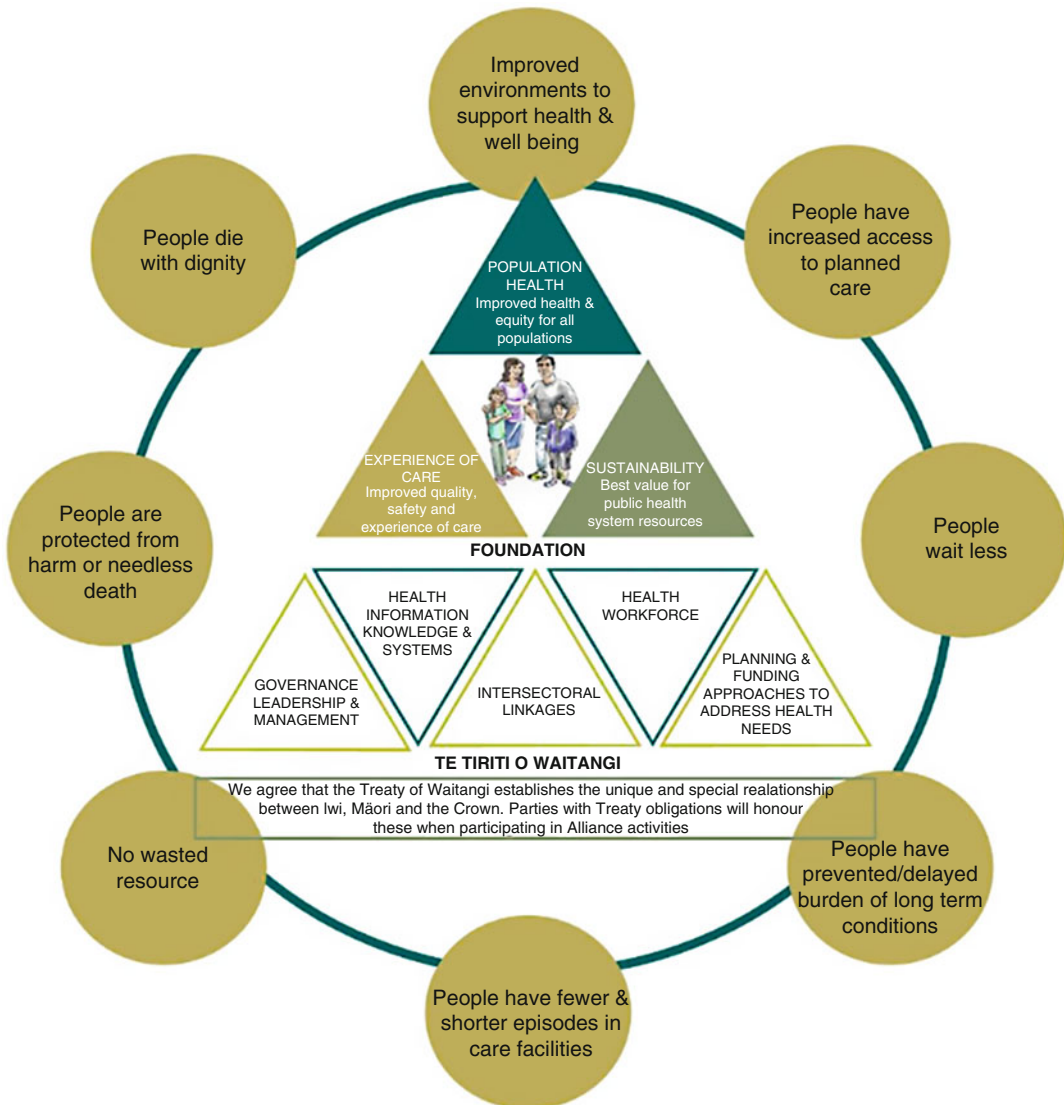 Improved
environments to
support health &
well being
People die
with dignity
People have
increased access
to planned
care
POPULATION
HEALTH
Improved health &
equity for all
populations
EXPERIENCE OF
CARE
Improved quality,
safety and
experience of care
SUSTAINABILITY
Best value for
public health
system resources
People are
protected from
harm or needless
death
People
wait less
FOUNDATION
GOVERNANCE
LEADERSHIP &
MANAGEMENT
HEALTH
INFORMATION
KNOWLEDGE &
SYSTEMS
INTERSECTORAL
LINKAGES
HEALTH
WORKFORCE
PLANNING &
FUNDING
APPROACHES TO
ADDRESS HEALTH
NEEDS
TE TIRITI O WAITANGI
We agree that the Treaty of Waitangi establishes the unique and special realationship
between Iwi, Mäori and the Crown. Parties with Treaty obligations will honour
these when participating in Alliance activities
No wasted
resource
People have
prevented/delayed
burden of long term
conditions
People have fewer &
shorter episodes in
care facilities